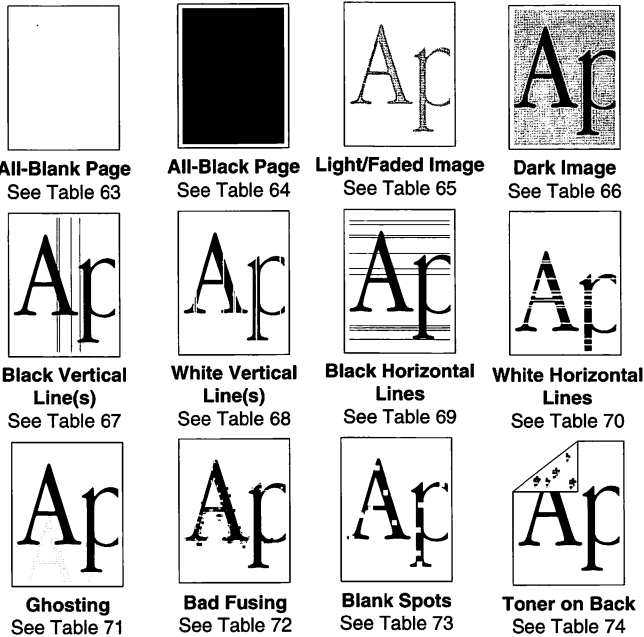 Ap
Ap
All-Blank Page
See Table 63
All-Black Page
See Table 64
Light/Faded Image
See Table 65
Dark Image
See Table 66
Ap
Ap
Ap
Ap
Black Vertical
Line(s)
See Table 67
White Vertical
Line(s)
See Table 68
Black Horizontal
Lines
See Table 69
White Horizontal
Lines
See Table 70
Ap
Ap
Ap
Ap
Ghosting
See Table 71
Bad Fusing
See Table 72
Blank Spots
See Table 73
Toner on Back
See Table 74